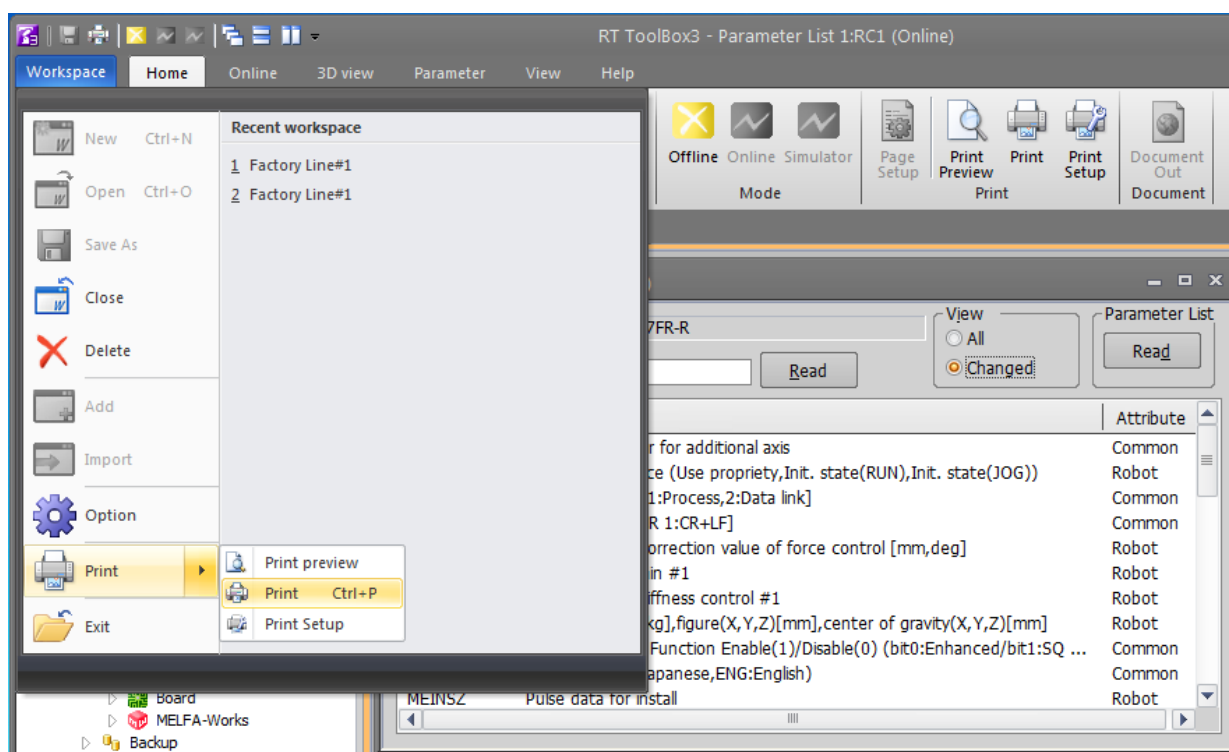 RT ToolBox3 - Parameter List 1:RC1 (Online)
Workspace Home Online 3D view Parameter View Help
New Ctrl+N
Open Ctrl+O
Save As
Close
Delete
Add
Import
Option
Print
Exit
Recent workspace
1 Factory Line#1
2 Factory Line#1
Print preview
Print Ctrl+P
Print Setup
Offline Online Simulator
Mode
Page Setup
Print Preview
Print
Print Setup
Print
Document Out
Document
7FR-R
Read
View
All
Changed
Parameter List
Read
Attribute
r for additional axis Common
ce (Use propriety,Init. state(RUN),Init. state(JOG)) Robot
1:Process,2:Data link] Common
R 1:CR+LF] Common
orrection value of force control [mm,deg] Robot
in #1 Robot
iffness control #1 Robot
kg],figure(X,Y,Z)[mm],center of gravity(X,Y,Z)[mm] Robot
Function Enable(1)/Disable(0) (bit0:Enhanced/bit1:SQ ... Common
apanese,ENG:English) Common
MEINSZ Pulse data for install Robot
Board
MELFA-Works
Backup